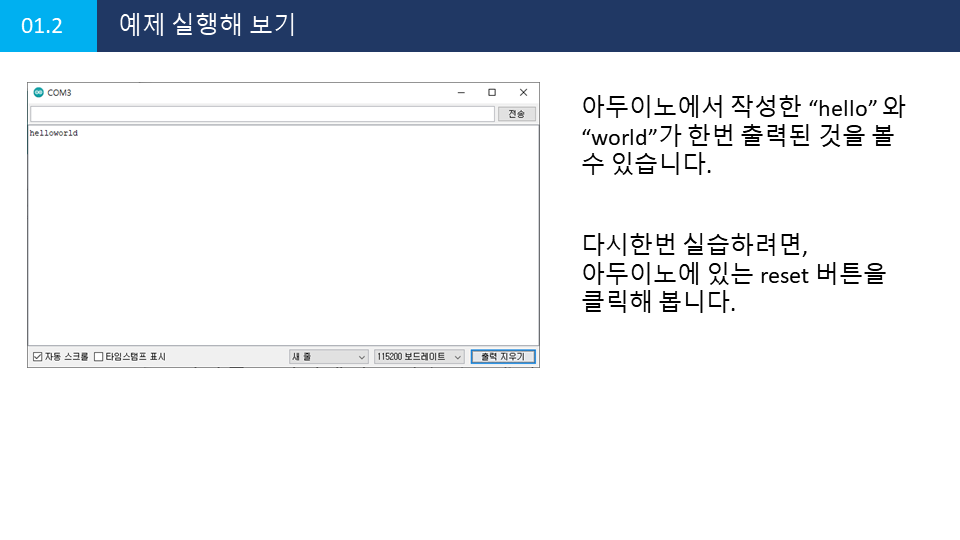 01.2 예제 실행해 보기
COM3
전송
helloworld
자동 스크롤 타임스탬프 표시 새 줄 115200 보드레이트 출력 지우기
아두이노에서 작성한 “hello” 와
“world”가 한번 출력된 것을 볼
수 있습니다.
다시한번 실습하려면,
아두이노에 있는 reset 버튼을
클릭해 봅니다.